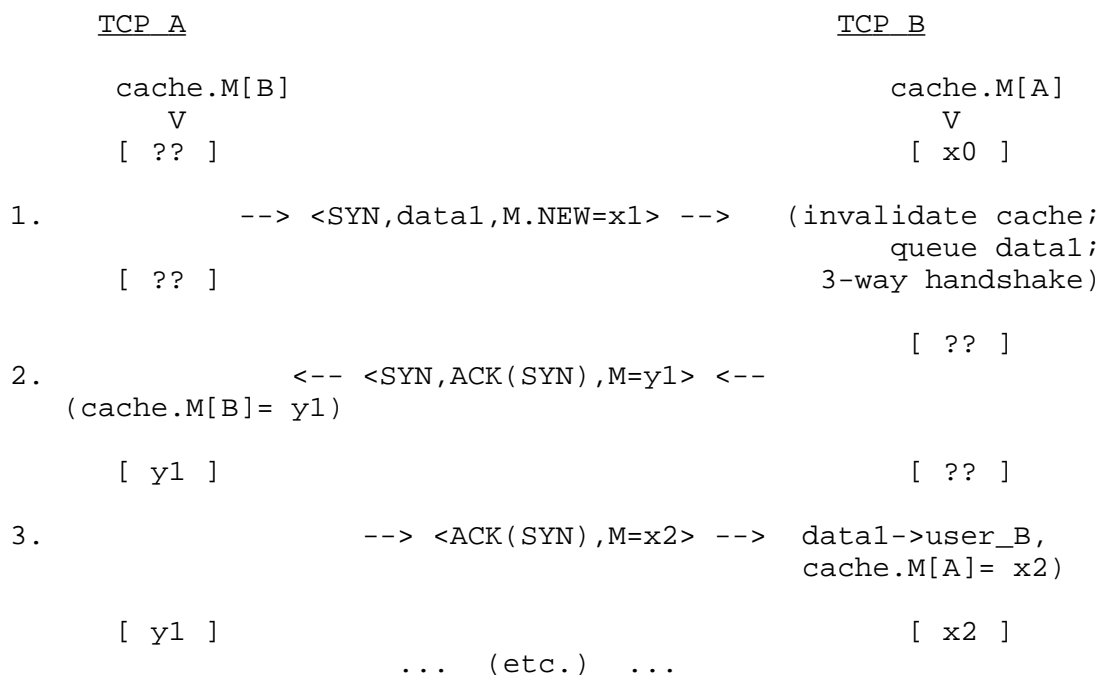 TCP A                                        TCP B

cache.M[B]                                   cache.M[A]
V                                            V
[ ?? ]                                       [ x0 ]

1.            --> <SYN,data1,M.NEW=x1> -->   (invalidate cache;
queue data1;
[ ?? ]                                       3-way handshake)

[ ?? ]
2.            <-- <SYN,ACK(SYN),M=y1> <--
(cache.M[B]= y1)

[ y1 ]                                       [ ?? ]

3.            --> <ACK(SYN),M=x2> -->  data1->user_B,
cache.M[A]= x2)

[ y1 ]                                       [ x2 ]
... (etc.) ...